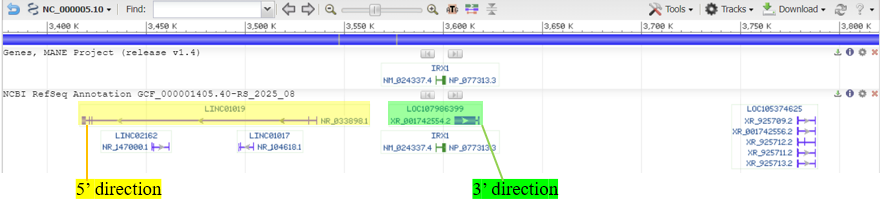 NC_000005.10 Find: Tools Tracks Download ?
3,400 K 3,450 K 3,500 K 3,550 K 3,600 K 3,650 K 3,700 K 3,750 K 3,800 K
Genes, MANE Project (release v1.4)
IRX1
NM_024337.4 NP_077313.3
NCBI RefSeq Annotation GCF_000001405.40-RS_2025_08
LINC01019 LOC107986399 LOC105374625
NR_033898.1 XR_001742554.2 XR_925709.2
LINC02162 LINC01017 IRX1 XR_001742556.2
NR_147000.1 NR_104618.1 NM_024337.4 NP_077313.3 XR_925712.2
XR_925711.2
XR_925713.2
5’ direction 3’ direction